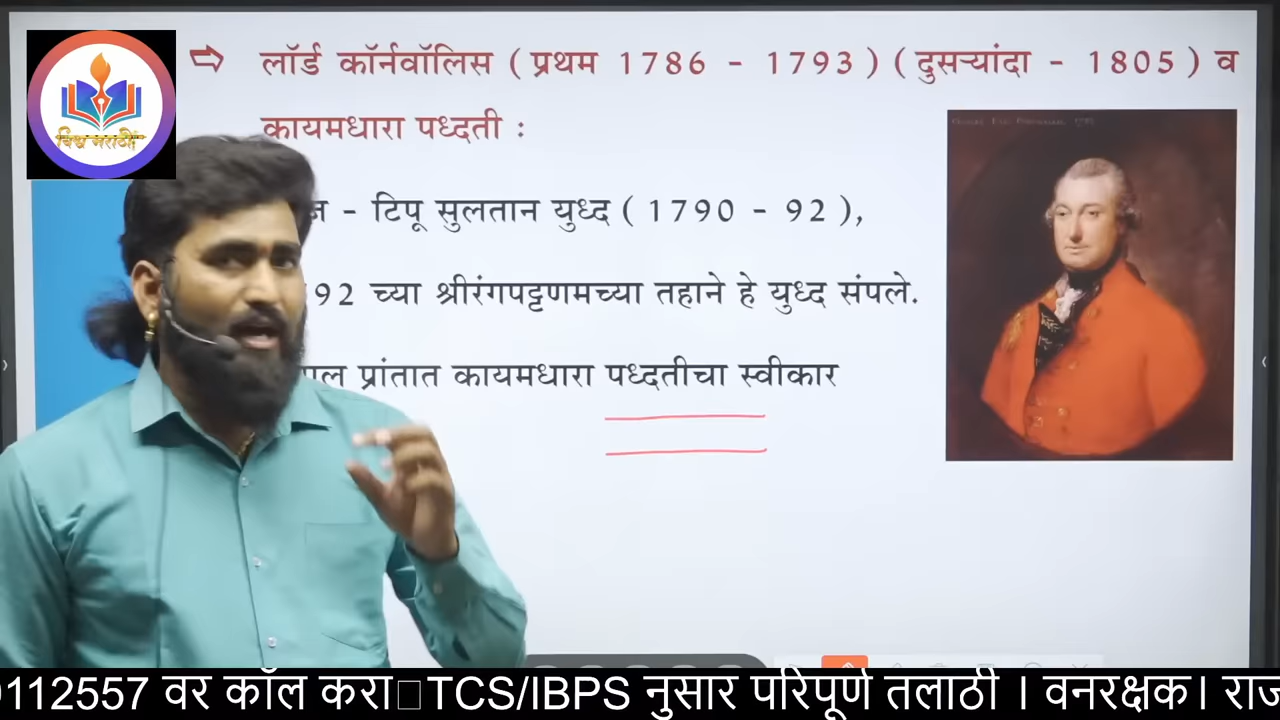 लॉर्ड कॉर्नवॉलिस ( प्रथम 1786 - 1793 ) ( दुसऱ्यांदा - 1805 ) व
कायमधारा पध्दती :
- टिपू सुलतान युध्द ( 1790 - 92 ),
92 च्या श्रीरंगपट्टणमच्या तहाने हे युध्द संपले.
प्रांतात कायमधारा पध्दतीचा स्वीकार
विश्व मराठी
112557 वर कॉल करा TCS/IBPS नुसार परिपूर्ण तलाठी । वनरक्षक। राज